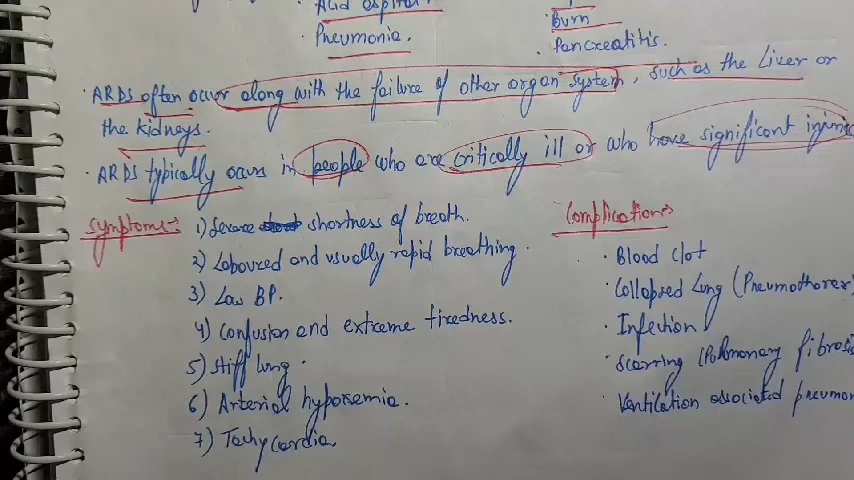 Acid
Pneumonia.
Burn
Pancreatitis.
ARDs often occur along with the failure of other organ system, such as the Liver or
the kidneys.
ARDs typically occurs in people who are critically ill or who have significant
Symptoms:
1) Severe shortness of breath.
2) Laboured and usually rapid breathing.
3) Low BP.
4) Confusion and extreme tiredness.
5) Stiff lung.
6) Arterial hypoxemia.
7) Tachycardia
Complication
Blood clot
Collapsed Lung (Pneumothorax)
Infection
Scarring (Pulmonary fibrosis
Ventilation associated